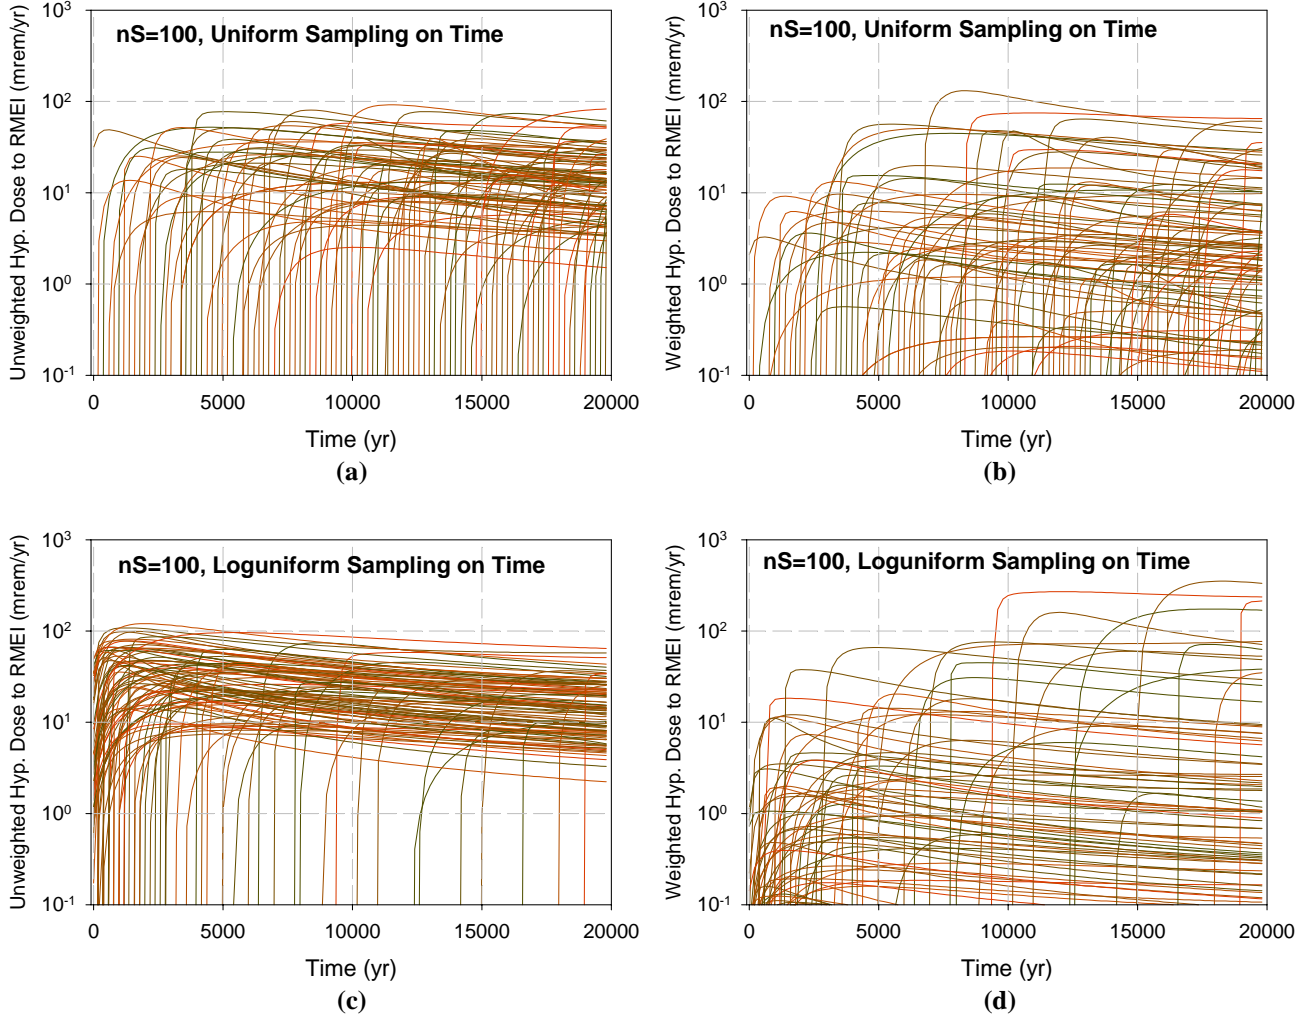 nS=100, Uniform Sampling on Time
Unweighted Hyp. Dose to RMEI (mrem/yr)
10³
10²
10¹
10⁰
10⁻¹
0 5000 10000 15000 20000
Time (yr)
(a)
nS=100, Uniform Sampling on Time
Weighted Hyp. Dose to RMEI (mrem/yr)
10³
10²
10¹
10⁰
10⁻¹
0 5000 10000 15000 20000
Time (yr)
(b)
nS=100, Loguniform Sampling on Time
Unweighted Hyp. Dose to RMEI (mrem/yr)
10³
10²
10¹
10⁰
10⁻¹
0 5000 10000 15000 20000
Time (yr)
(c)
nS=100, Loguniform Sampling on Time
Weighted Hyp. Dose to RMEI (mrem/yr)
10³
10²
10¹
10⁰
10⁻¹
0 5000 10000 15000 20000
Time (yr)
(d)